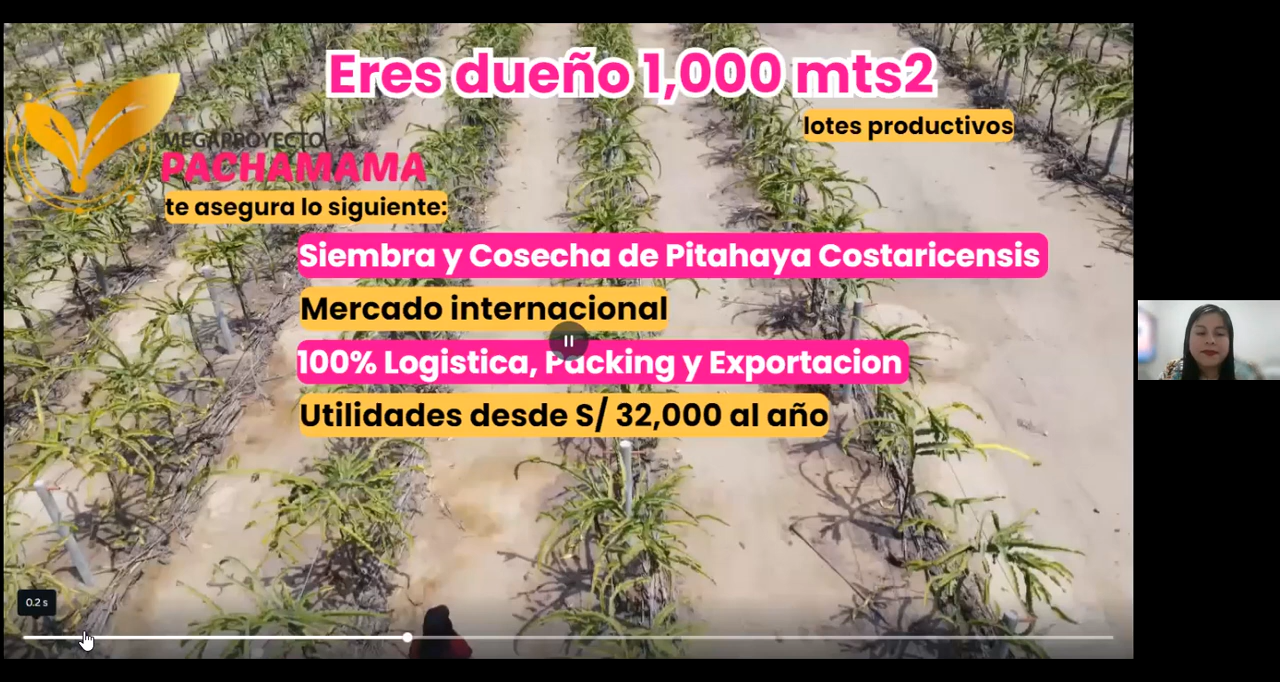 Eres dueño 1,000 mts2
lotes productivos
MEGARPROYECTO
PACHAMAMA
te asegura lo siguiente:
Siembra y Cosecha de Pitahaya Costaricensis
Mercado internacional
100% Logistica, Packing y Exportacion
Utilidades desde S/ 32,000 al año
0.2 s